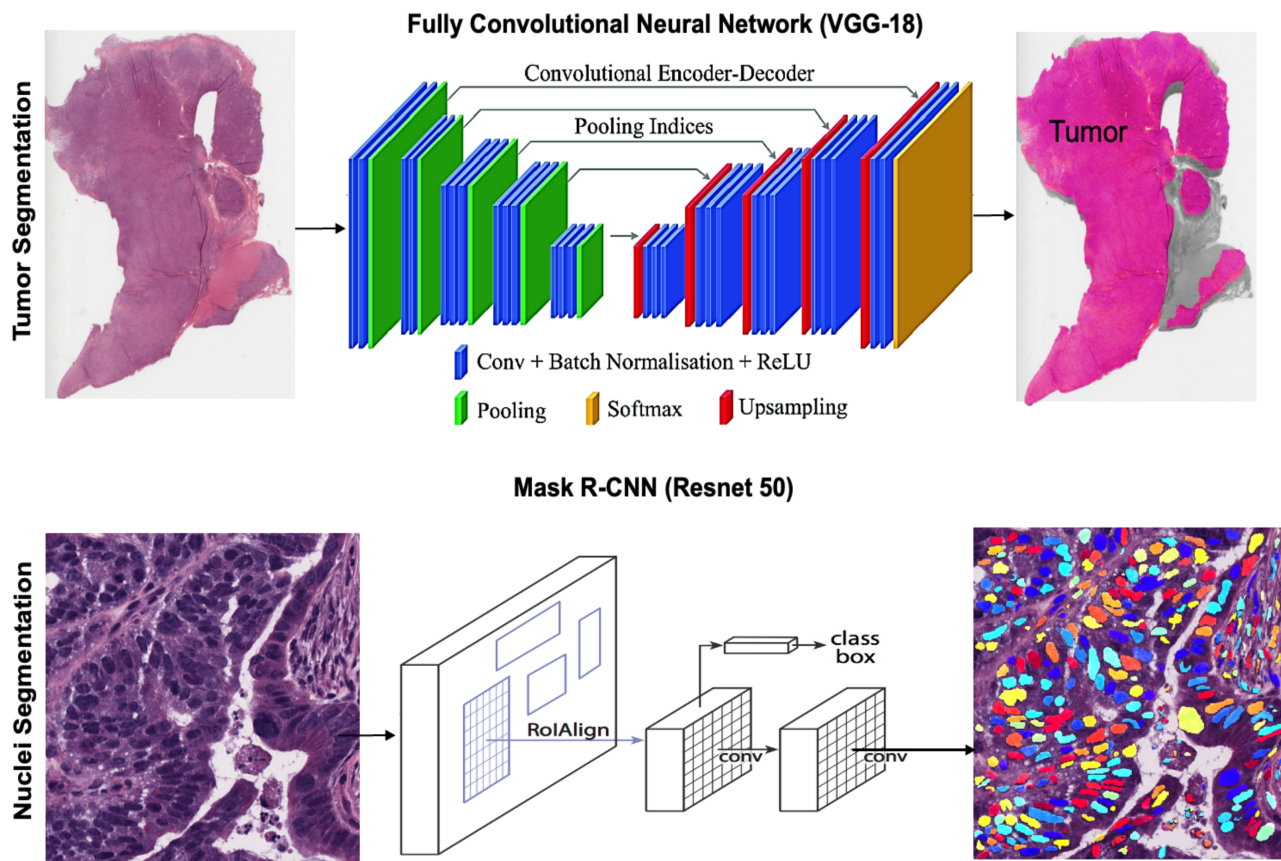 Fully Convolutional Neural Network (VGG-18)
Tumor Segmentation
Convolutional Encoder-Decoder
Pooling Indices
Tumor
Conv + Batch Normalisation + ReLU
Pooling
Softmax
Upsampling
Mask R-CNN (Resnet 50)
Nuclei Segmentation
RoIAlign
class
box
conv
conv